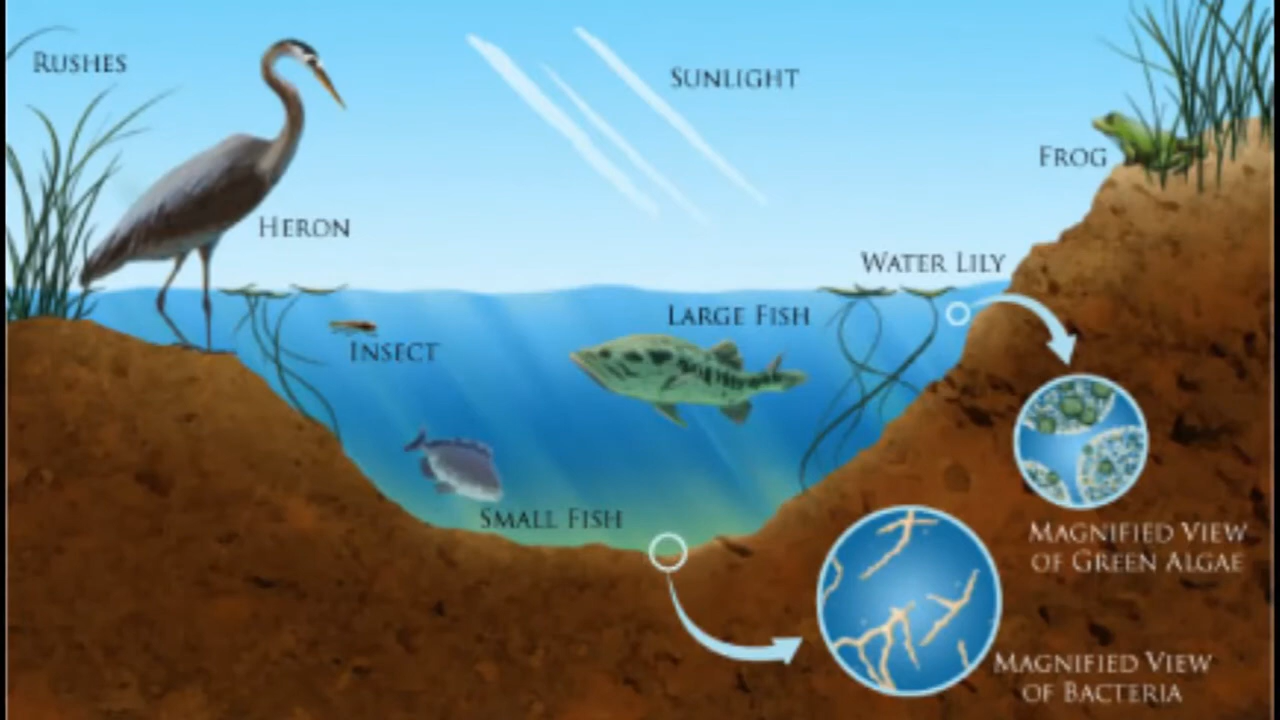 RUSHES
SUNLIGHT
FROG
HERON
WATER LILY
LARGE FISH
INSECT
SMALL FISH
MAGNIFIED VIEW
OF GREEN ALGAE
MAGNIFIED VIEW
OF BACTERIA